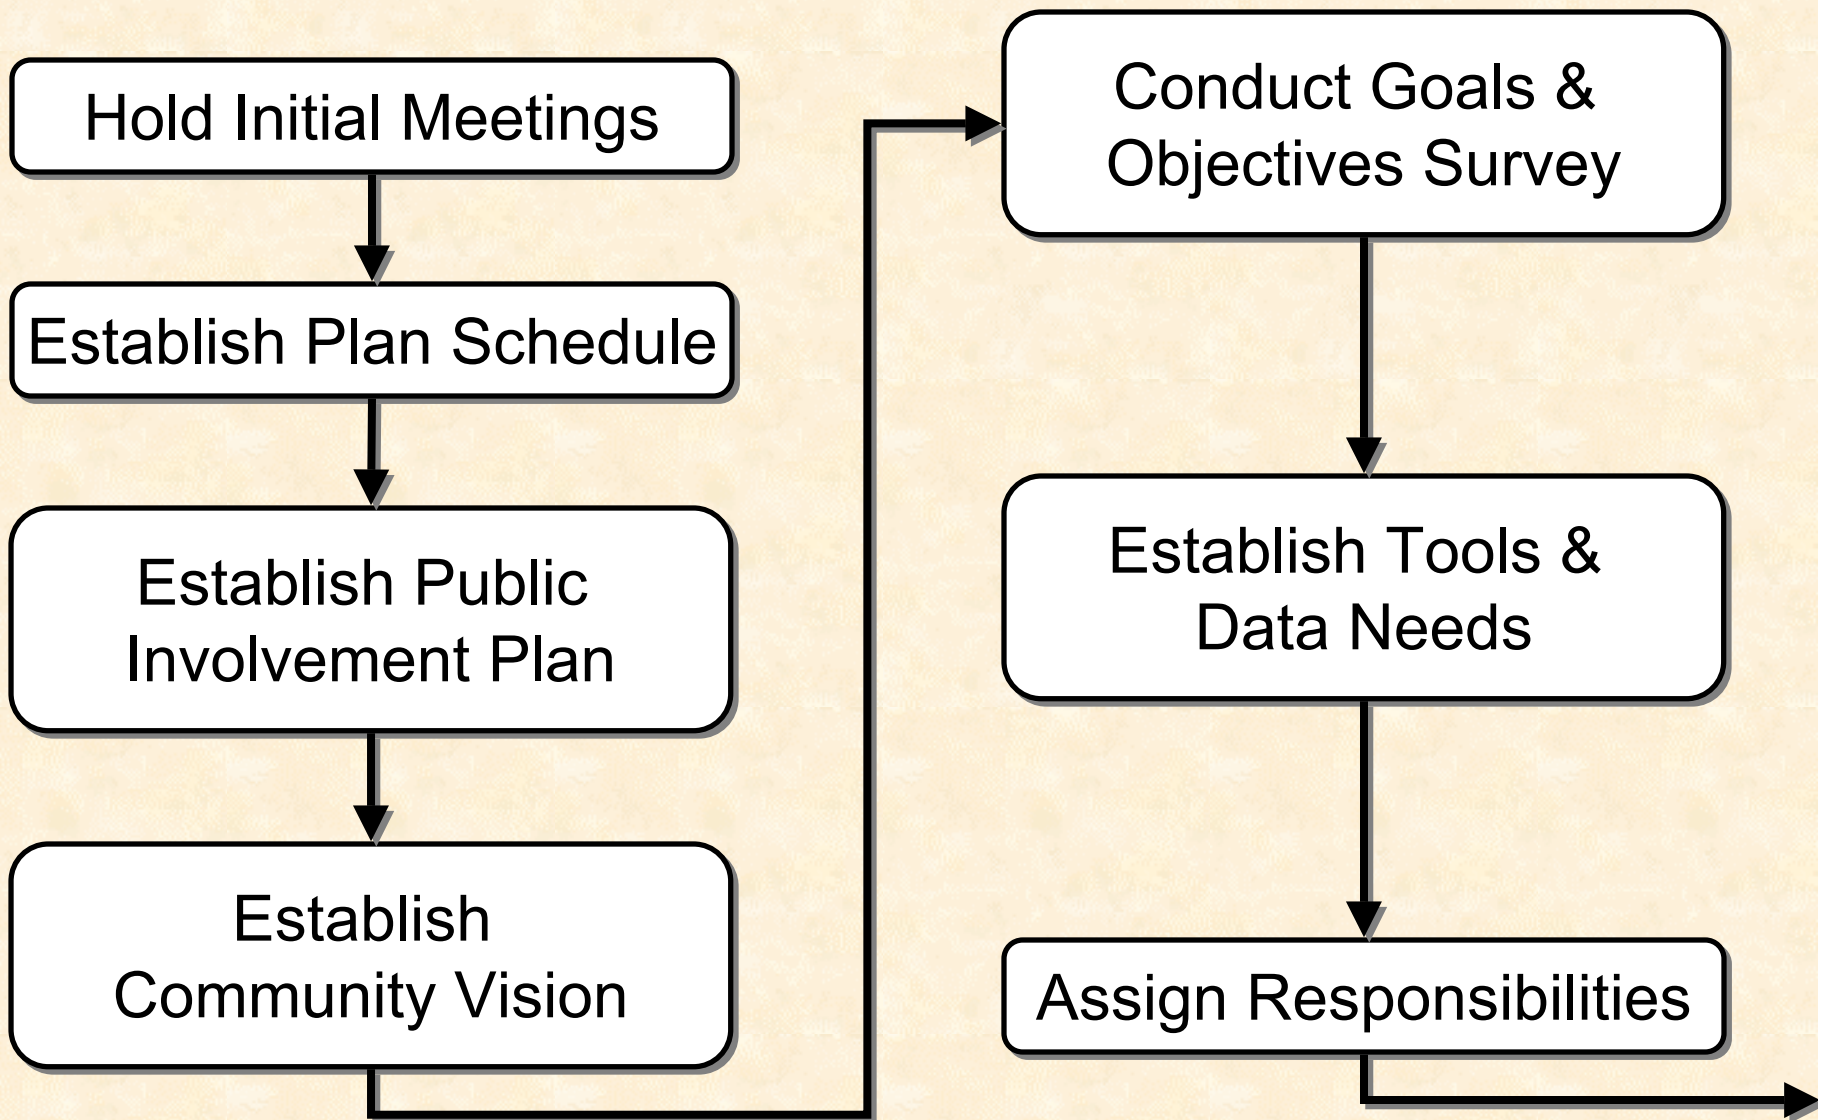 Hold Initial Meetings
Establish Plan Schedule
Establish Public
Involvement Plan
Establish
Community Vision
Conduct Goals &
Objectives Survey
Establish Tools &
Data Needs
Assign Responsibilities